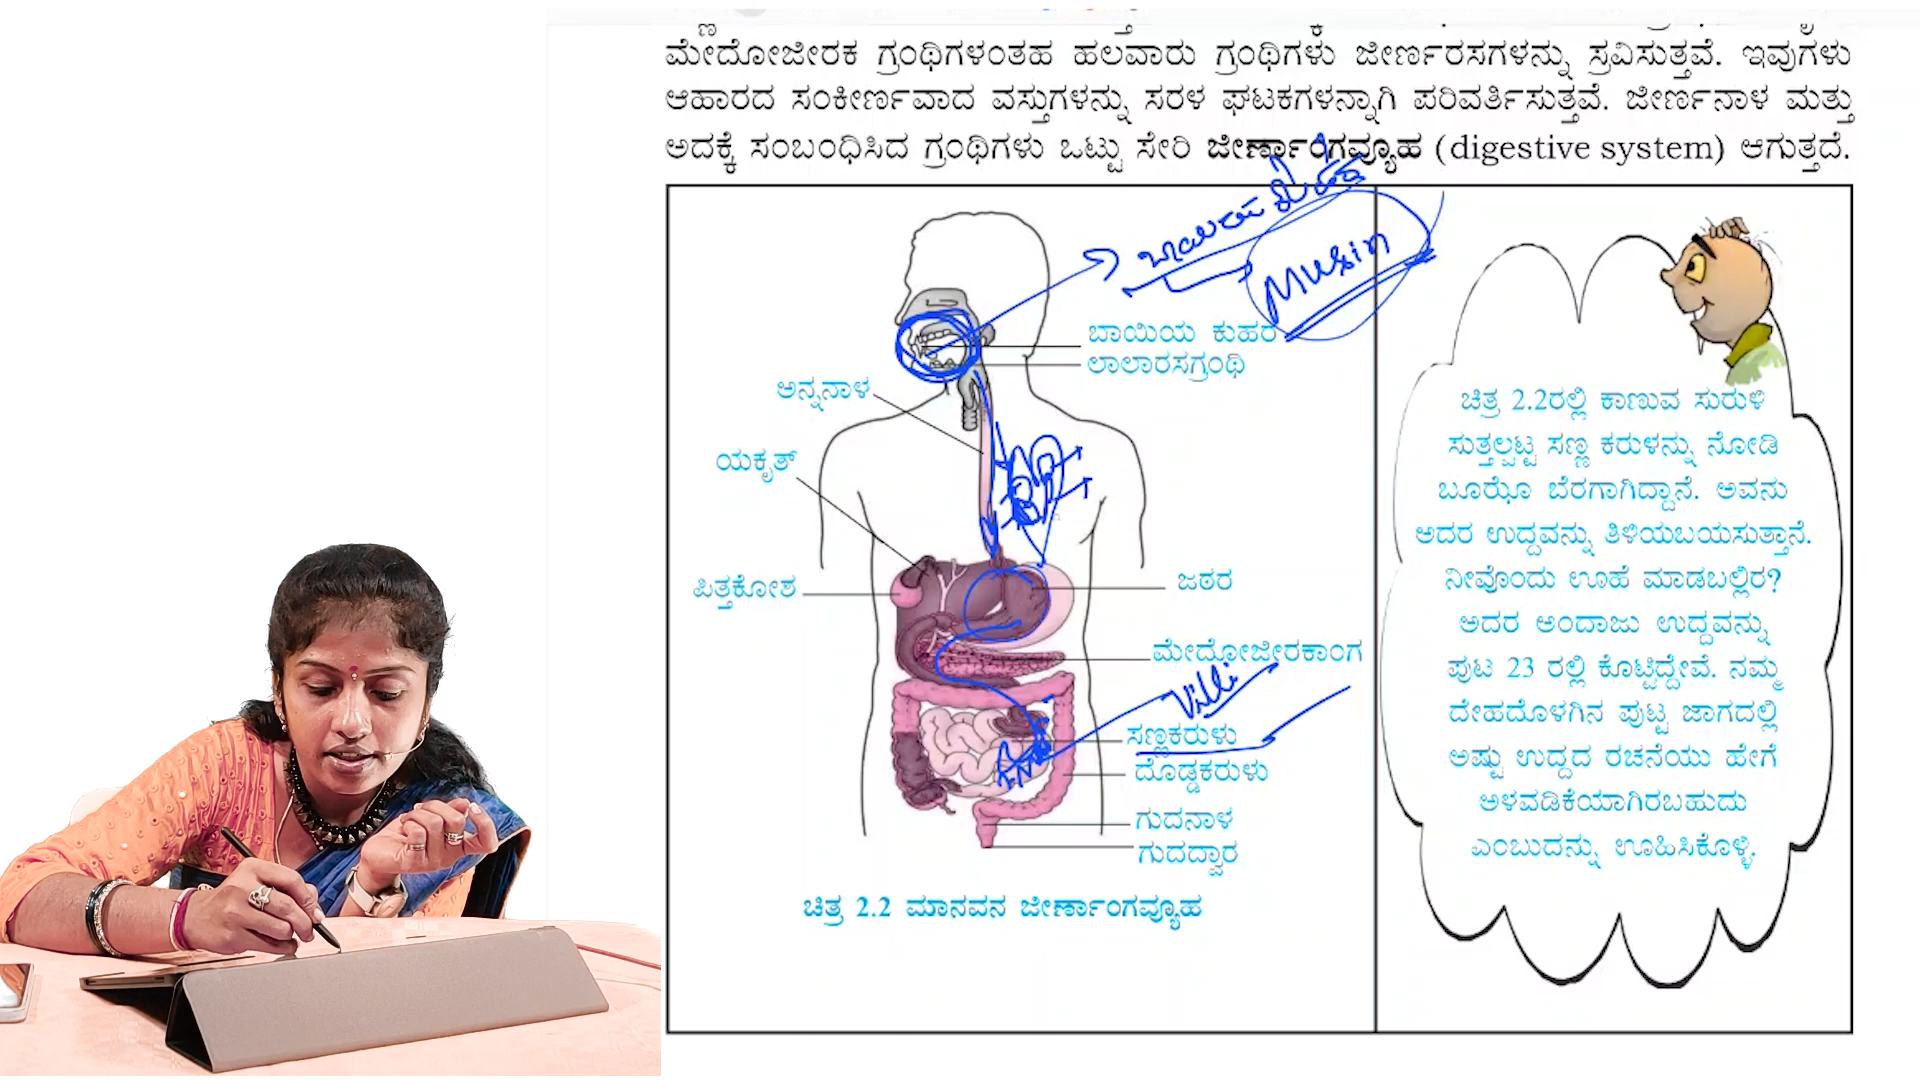 ಮೇದೋಜೀರಕ ಗ್ರಂಥಿಗಳಂತಹ ಹಲವಾರು ಗ್ರಂಥಿಗಳು ಜೀರ್ಣರಸಗಳನ್ನು ಸ್ರವಿಸುತ್ತವೆ. ಇವುಗಳು
ಆಹಾರದ ಸಂಕೀರ್ಣವಾದ ವಸ್ತುಗಳನ್ನು ಸರಳ ಘಟಕಗಳನ್ನಾಗಿ ಪರಿವರ್ತಿಸುತ್ತವೆ. ಜೀರ್ಣನಾಳ ಮತ್ತು
ಅದಕ್ಕೆ ಸಂಬಂಧಿಸಿದ ಗ್ರಂಥಿಗಳು ಒಟ್ಟು ಸೇರಿ ಜೀರ್ಣಾಂಗವ್ಯೂಹ (digestive system) ಆಗುತ್ತದೆ.
ಬಾಯಿಯ ಕುಹರ
ಲಾಲಾರಸಗ್ರಂಥಿ
ಅನ್ನನಾಳ
ಯಕೃತ್
ಪಿತ್ತಕೋಶ
ಜಠರ
ಮೇದೋಜೀರಕಾಂಗ
Villi
ಸಣ್ಣಕರುಳು
ದೊಡ್ಡಕರುಳು
ಗುದನಾಳ
ಗುದದ್ವಾರ
ಚಿತ್ರ 2.2 ಮಾನವನ ಜೀರ್ಣಾಂಗವ್ಯೂಹ
ಚಿತ್ರ 2.2ರಲ್ಲಿ ಕಾಣುವ ಸುರುಳಿ
ಸುತ್ತಲ್ಪಟ್ಟ ಸಣ್ಣ ಕರುಳನ್ನು ನೋಡಿ
ಬೂಝೊ ಬೆರಗಾಗಿದ್ದಾನೆ. ಅವನು
ಅದರ ಉದ್ದವನ್ನು ತಿಳಿಯಬಯಸುತ್ತಾನೆ.
ನೀವೊಂದು ಊಹೆ ಮಾಡಬಲ್ಲಿರ?
ಅದರ ಅಂದಾಜು ಉದ್ದವನ್ನು
ಪುಟ 23 ರಲ್ಲಿ ಕೊಟ್ಟಿದ್ದೇವೆ. ನಮ್ಮ
ದೇಹದೊಳಗಿನ ಪುಟ್ಟ ಜಾಗದಲ್ಲಿ
ಅಷ್ಟು ಉದ್ದದ ರಚನೆಯು ಹೇಗೆ
ಅಳವಡಿಕೆಯಾಗಿರಬಹುದು
ಎಂಬುದನ್ನು ಊಹಿಸಿಕೊಳ್ಳಿ.